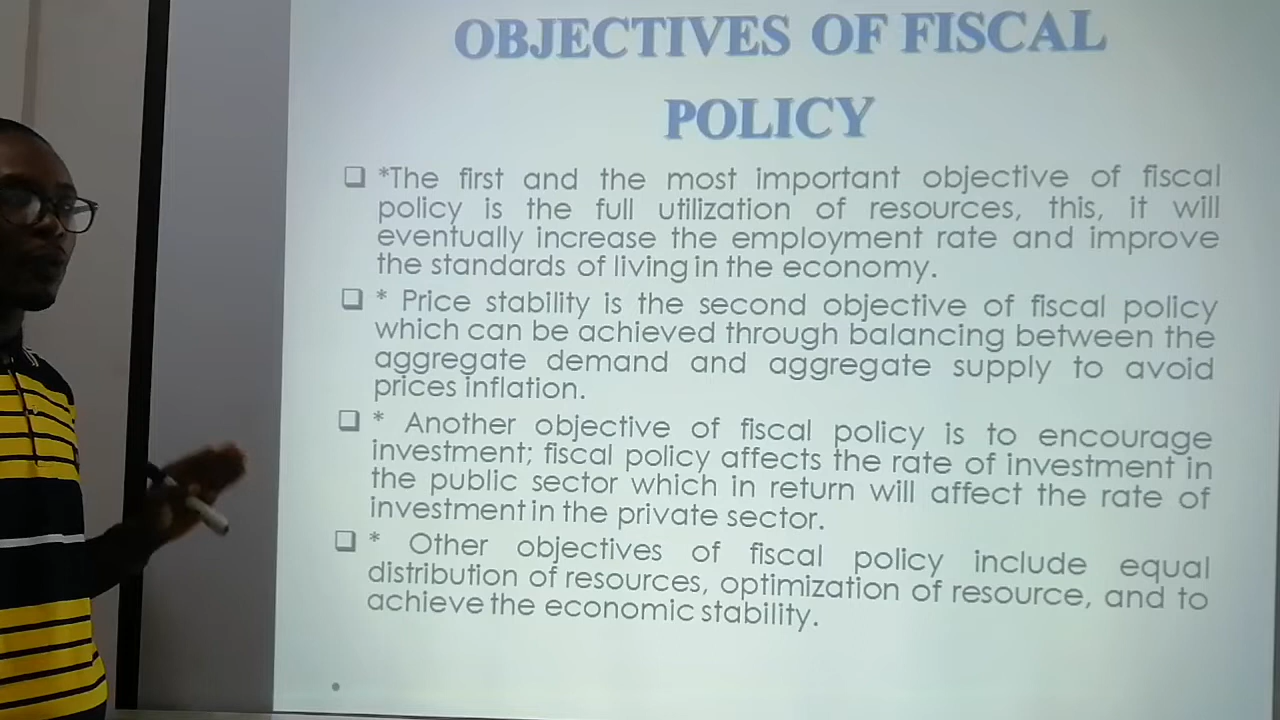 OBJECTIVES OF FISCAL
POLICY
❑ *The first and the most important objective of fiscal
policy is the full utilization of resources, this, it will
eventually increase the employment rate and improve
the standards of living in the economy.
❑ * Price stability is the second objective of fiscal policy
which can be achieved through balancing between the
aggregate demand and aggregate supply to avoid
prices inflation.
❑ * Another objective of fiscal policy is to encourage
investment; fiscal policy affects the rate of investment in
the public sector which in return will affect the rate of
investment in the private sector.
❑ * Other objectives of fiscal policy include equal
distribution of resources, optimization of resource, and to
achieve the economic stability.
•